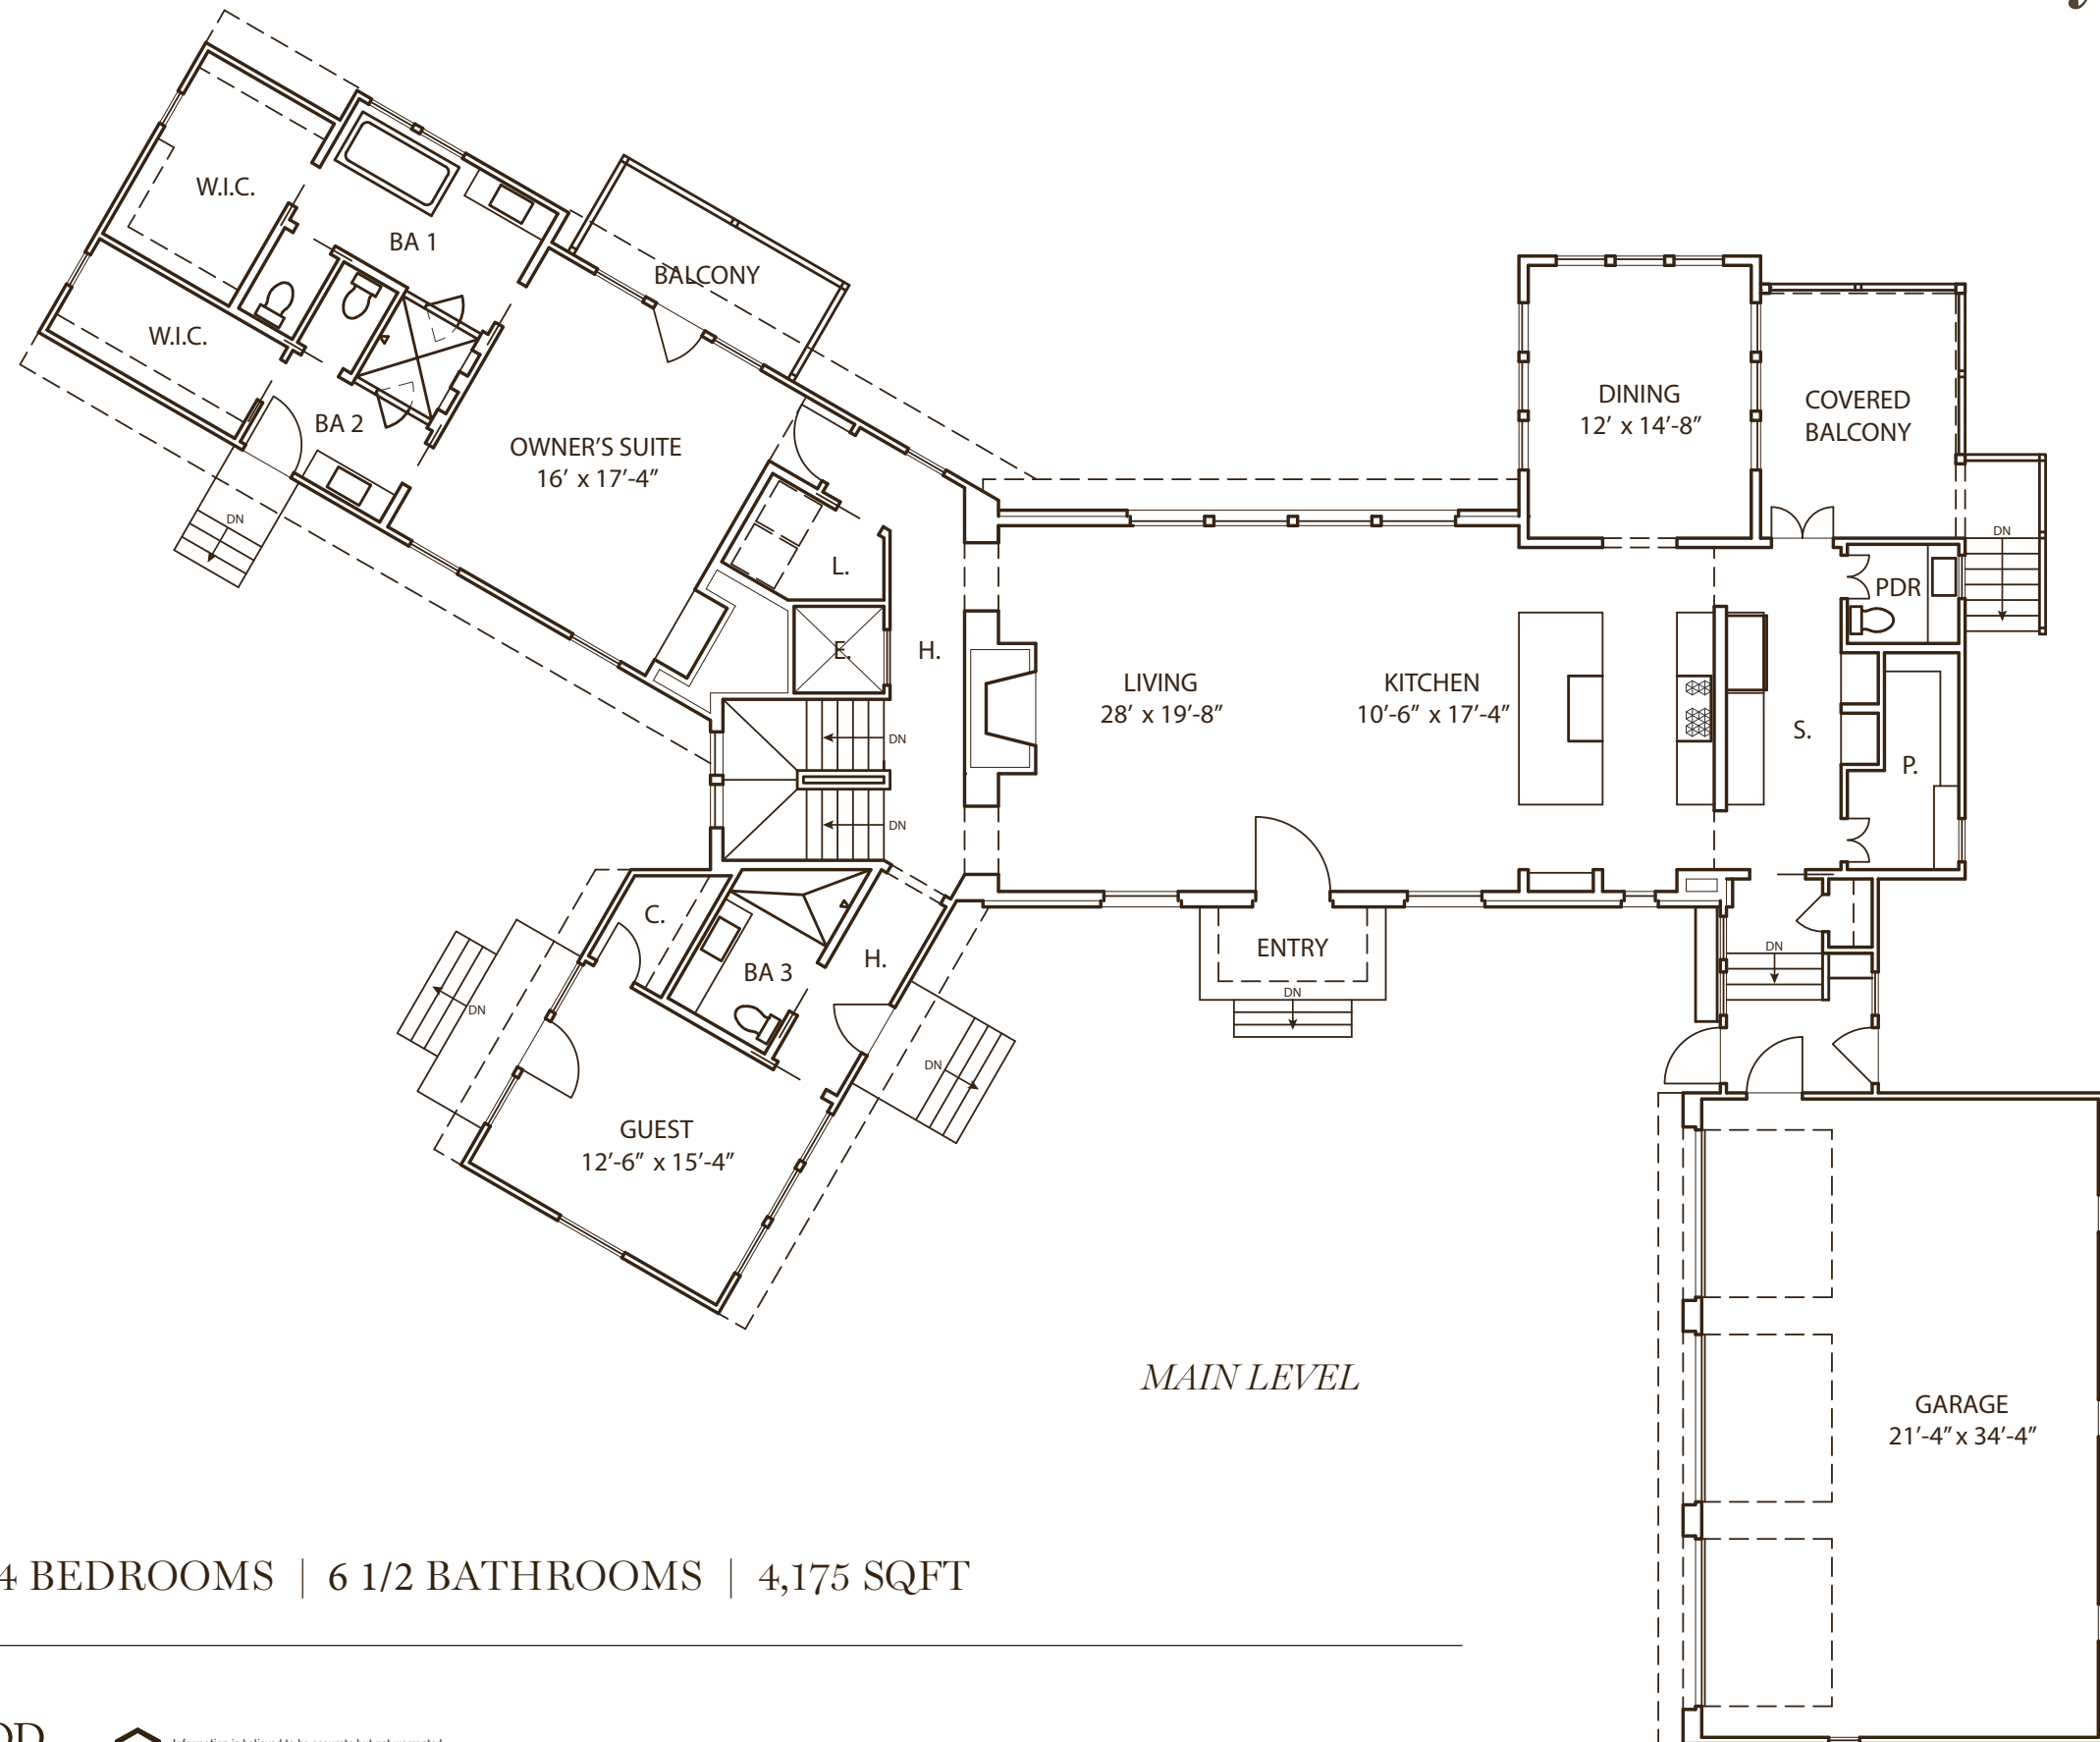 W.I.C.
BA 1
BALCONY
W.I.C.
BA 2
OWNER'S SUITE
16' x 17'-4"
DN
L.
E.
H.
DN
DN
DINING
12' x 14'-8"
COVERED
BALCONY
DN
PDR
LIVING
28' x 19'-8"
KITCHEN
10'-6" x 17'-4"
S.
P.
C.
BA 3
H.
DN
DN
ENTRY
DN
DN
GUEST
12'-6" x 15'-4"
MAIN LEVEL
GARAGE
21'-4" x 34'-4"
4 BEDROOMS | 6 1/2 BATHROOMS | 4,175 SQFT